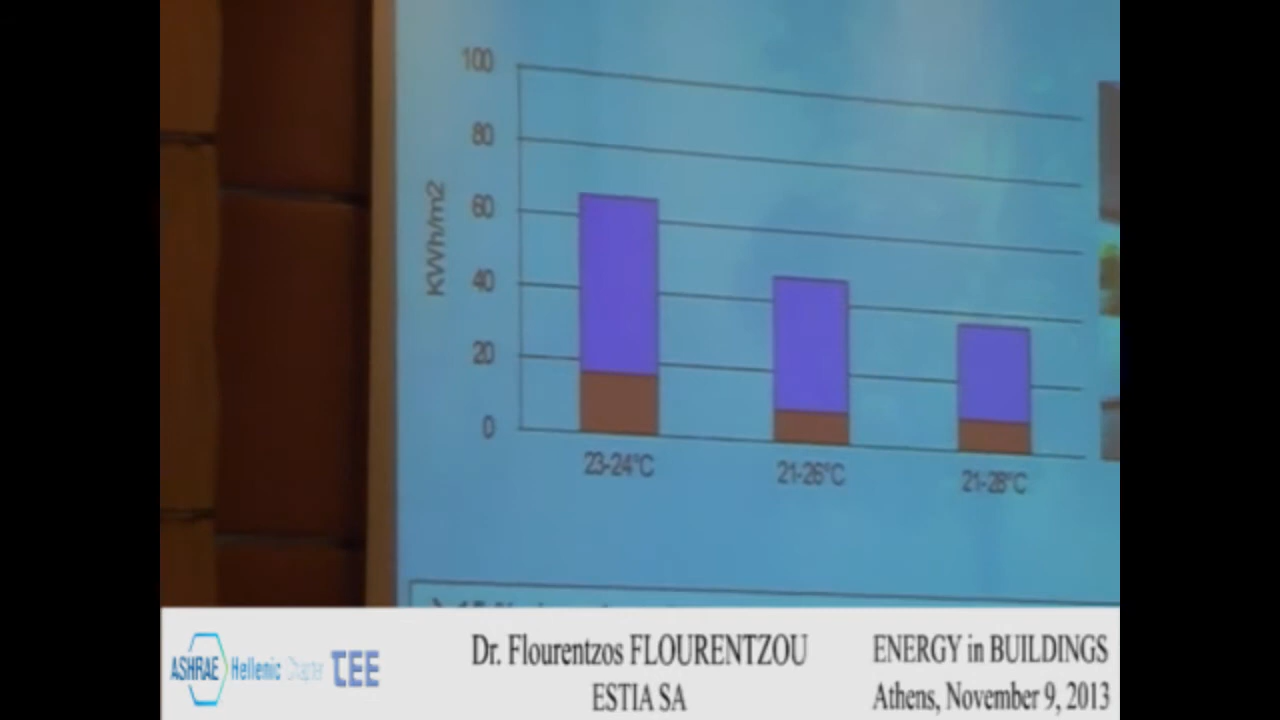 100
80
60
40
20
0
KWh/m2
23-24°C
21-26°C
21-28°C
ASHRAE Hellenic Chapter TEE
Dr. Flourentzos FLOURENTZOU
ESTIA SA
ENERGY in BUILDINGS
Athens, November 9, 2013